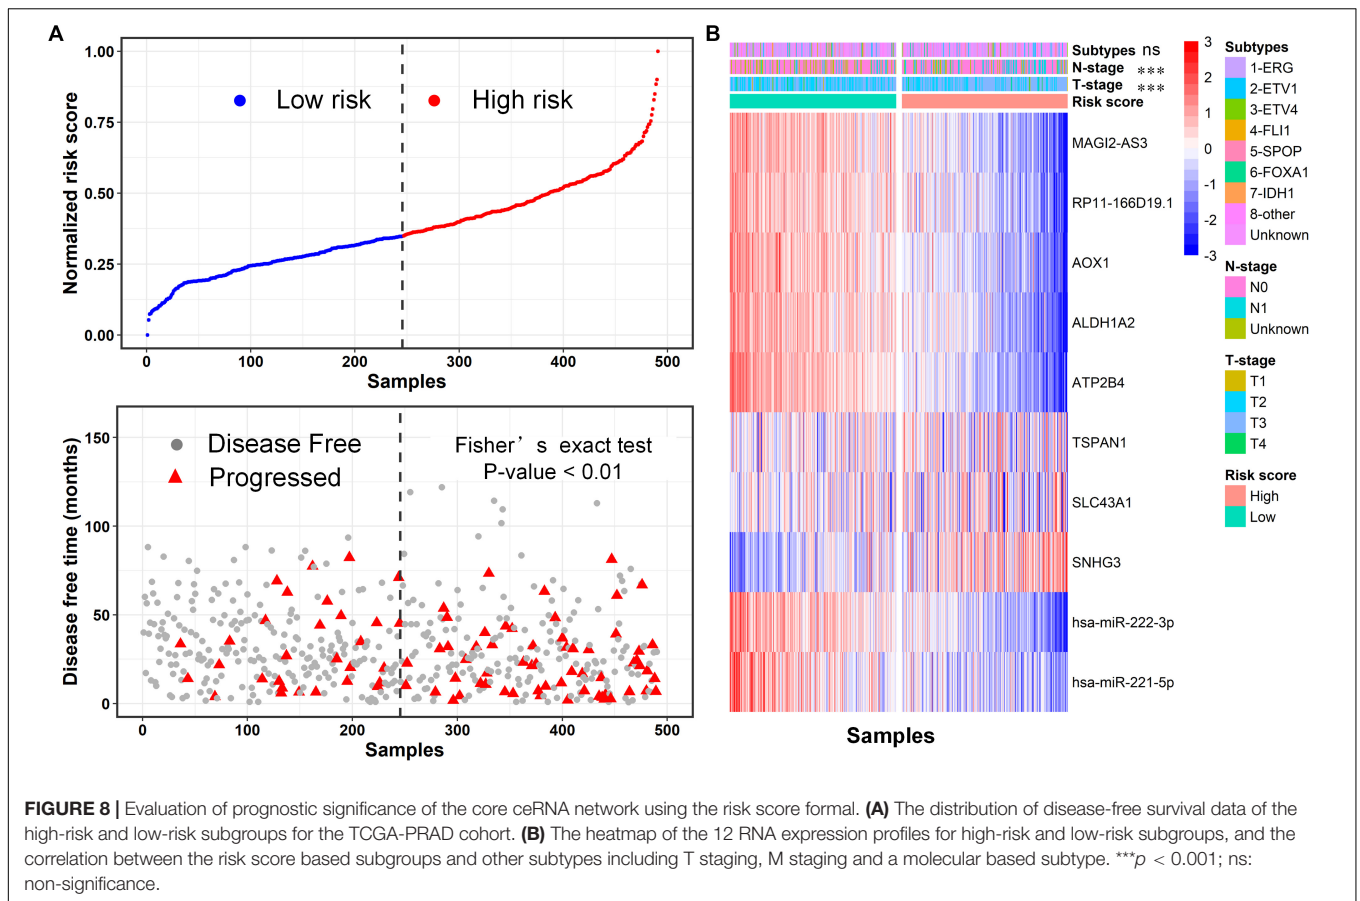 A
1.00
0.75
0.50
0.25
0.00
Normalized risk score
Low risk
High risk
0
100
200
300
400
500
Samples
150
100
50
0
Disease free time (months)
Disease Free
Progressed
Fisher’s exact test
P-value < 0.01
0
100
200
300
400
500
Samples
B
Subtypes ns
N-stage ***
T-stage ***
Risk score
MAGI2-AS3
RP11-166D19.1
AOX1
ALDH1A2
ATP2B4
TSPAN1
SLC43A1
SNHG3
hsa-miR-222-3p
hsa-miR-221-5p
Samples
3
2
1
0
-1
-2
-3
Subtypes
1-ERG
2-ETV1
3-ETV4
4-FLI1
5-SPOP
6-FOXA1
7-IDH1
8-other
Unknown
N-stage
N0
N1
Unknown
T-stage
T1
T2
T3
T4
Risk score
High
Low
FIGURE 8 | Evaluation of prognostic significance of the core ceRNA network using the risk score formal. (A) The distribution of disease-free survival data of the
high-risk and low-risk subgroups for the TCGA-PRAD cohort. (B) The heatmap of the 12 RNA expression profiles for high-risk and low-risk subgroups, and the
correlation between the risk score based subgroups and other subtypes including T staging, M staging and a molecular based subtype. ***p < 0.001; ns:
non-significance.